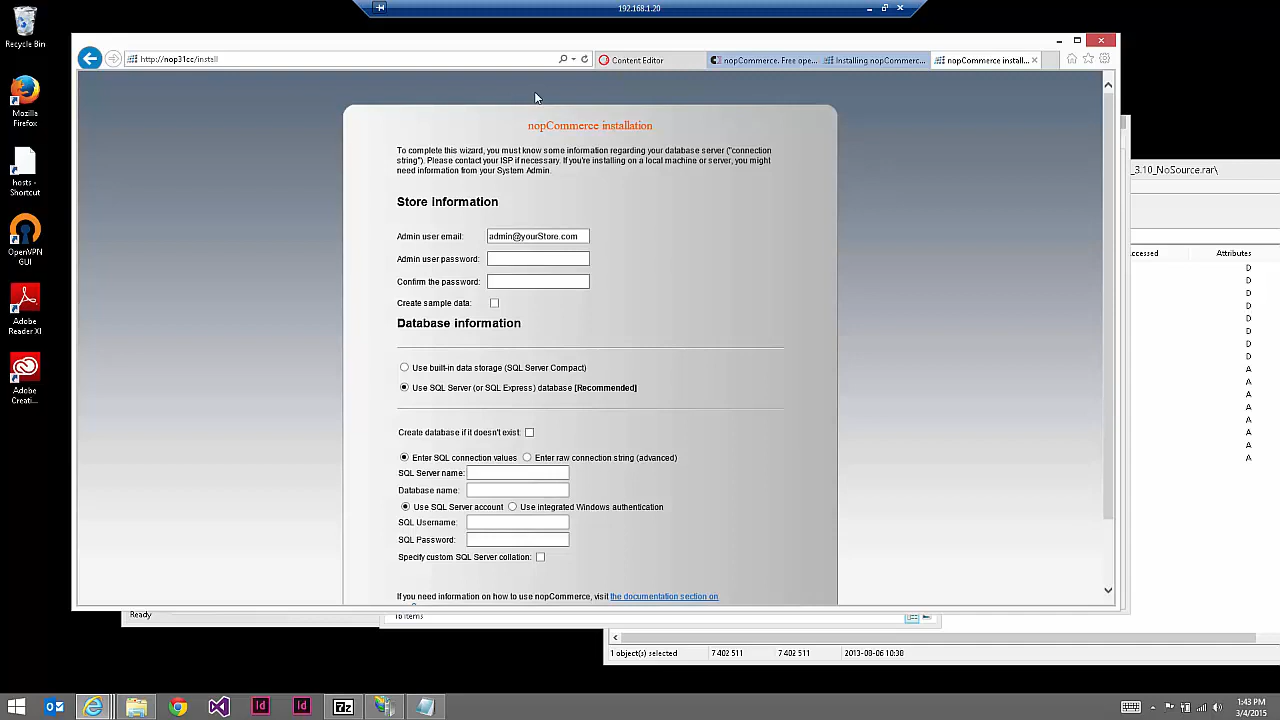 192.168.1.20
Recycle Bin
Mozilla
Firefox
hosts -
Shortcut
OpenVPN
GUI
Adobe
Reader XI
Adobe
Creati...
http://nop31cc/install
Content Editor
nopCommerce. Free ope...
Installing nopCommerc...
nopCommerce install...
nopCommerce installation
To complete this wizard, you must know some information regarding your database server ("connection
string"). Please contact your ISP if necessary. If you're installing on a local machine or server, you might
need information from your System Admin.
Store information
Admin user email: admin@yourStore.com
Admin user password:
Confirm the password:
Create sample data:
Database information
Use built-in data storage (SQL Server Compact)
Use SQL Server (or SQL Express) database [Recommended]
Create database if it doesn't exist:
Enter SQL connection values Enter raw connection string (advanced)
SQL Server name:
Database name:
Use SQL Server account Use integrated Windows authentication
SQL Username:
SQL Password:
Specify custom SQL Server collation:
If you need information on how to use nopCommerce, visit the documentation section on
_3.10_NoSource.rar\
ccessed Attributes
D
D
D
D
D
D
D
D
A
A
A
A
A
A
A
A
Ready
16 items
1 object(s) selected 7 402 511 7 402 511 2013-08-06 10:38
1:43 PM
3/4/2015